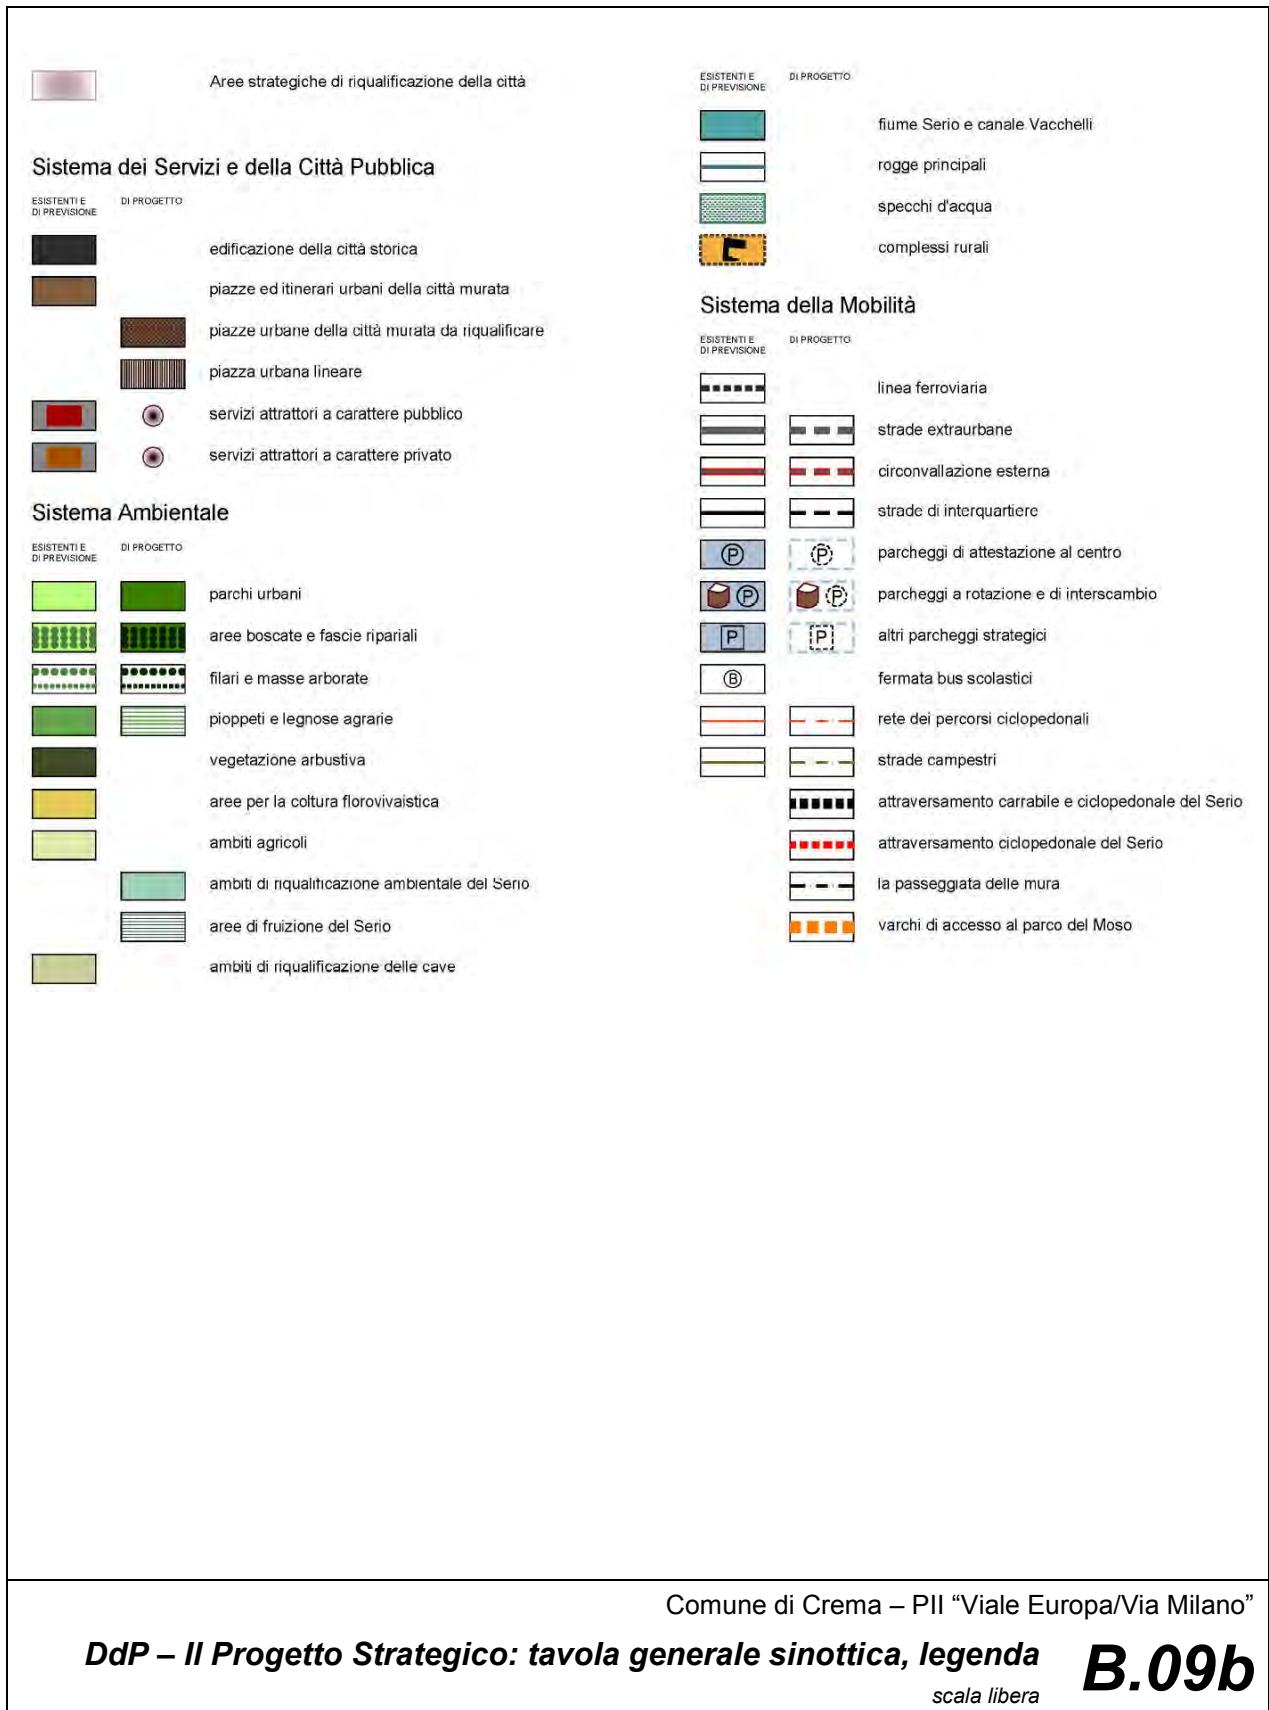 Aree strategiche di riqualificazione della città
Sistema dei Servizi e della Città Pubblica
ESISTENTI E
DI PREVISIONE
DI PROGETTO
edificazione della città storica
piazze ed itinerari urbani della città murata
piazze urbane della città murata da riqualificare
piazza urbana lineare
servizi attrattori a carattere pubblico
servizi attrattori a carattere privato
Sistema Ambientale
ESISTENTI E
DI PREVISIONE
DI PROGETTO
parchi urbani
aree boscate e fascie ripariali
filari e masse arborate
pioppeti e legnose agrarie
vegetazione arbustiva
aree per la coltura florovivaistica
ambiti agricoli
ambiti di riqualificazione ambientale del Serio
aree di fruizione del Serio
ambiti di riqualificazione delle cave
ESISTENTI E
DI PREVISIONE
DI PROGETTO
fiume Serio e canale Vacchelli
rogge principali
specchi d'acqua
complessi rurali
Sistema della Mobilità
ESISTENTI E
DI PREVISIONE
DI PROGETTO
linea ferroviaria
strade extraurbane
circonvallazione esterna
strade di interquartiere
P P parcheggi di attestazione al centro
P P parcheggi a rotazione e di interscambio
P P altri parcheggi strategici
B fermata bus scolastici
rete dei percorsi ciclopedonali
strade campestri
attraversamento carrabile e ciclopedonale del Serio
attraversamento ciclopedonale del Serio
la passeggiata delle mura
varchi di accesso al parco del Moso
Comune di Crema – PII “Viale Europa/Via Milano”
DdP – Il Progetto Strategico: tavola generale sinottica, legenda
scala libera
B.09b